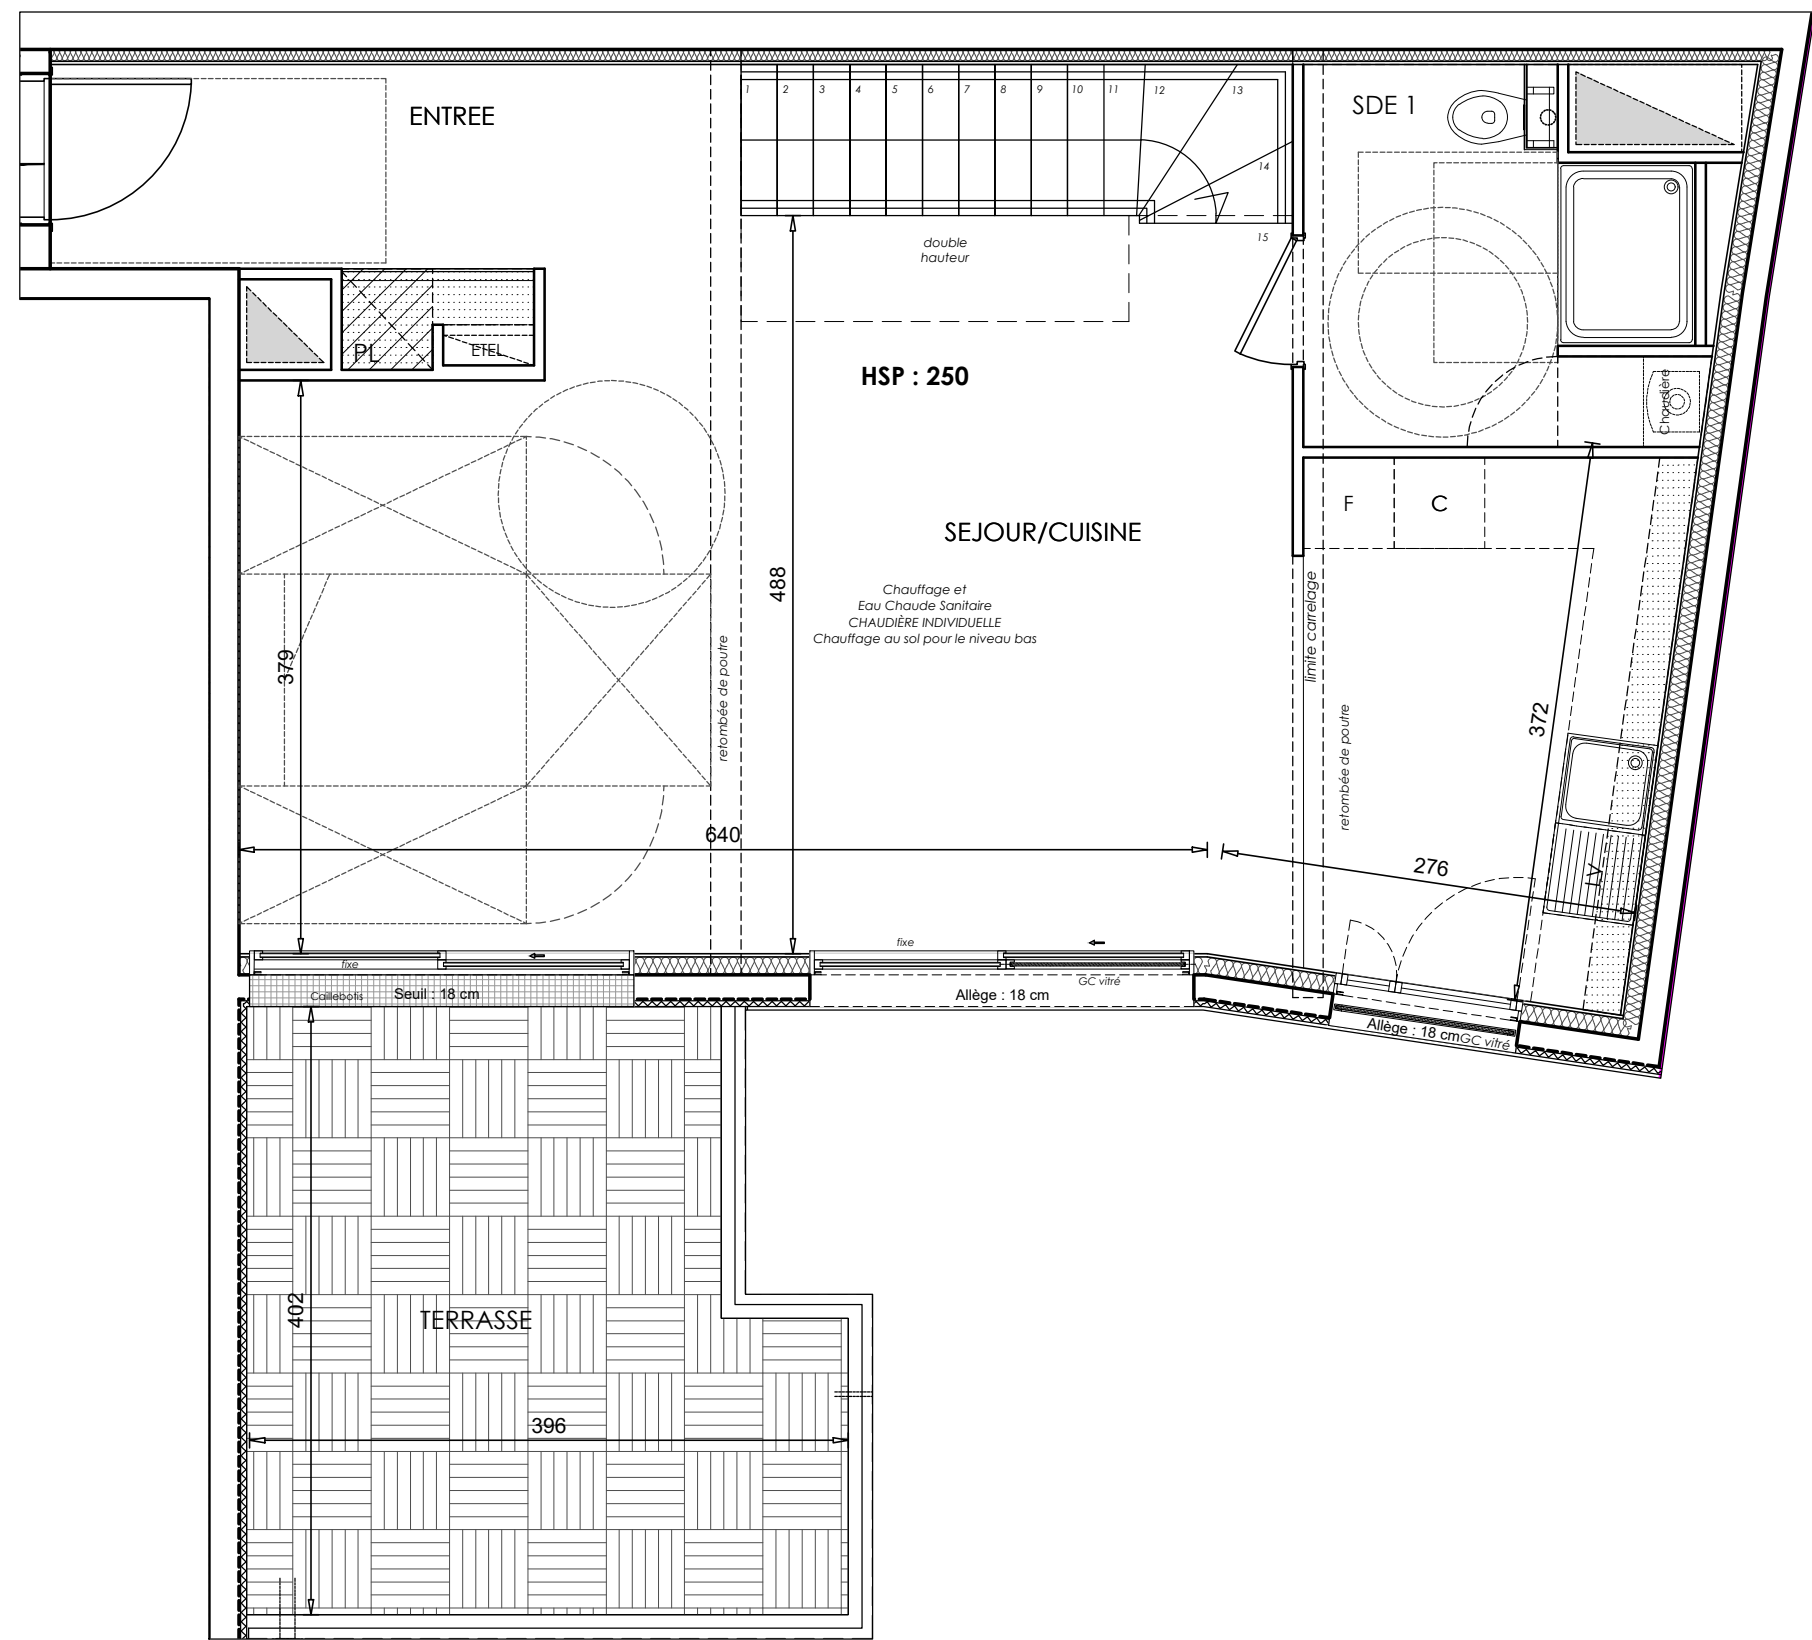 ENTREE
1 2 3 4 5 6 7 8 9 10 11 12 13
14
15
SDE 1
double
hauteur
PL
ETEL
HSP : 250
Chaudière
F
C
SEJOUR/CUISINE
488
Chauffage et
Eau Chaude Sanitaire
CHAUDIÈRE INDIVIDUELLE
Chauffage au sol pour le niveau bas
379
retombée de poutre
limite carrelage
retombée de poutre
372
640
276
LV
fixe
fixe
GC vitré
Caillebotis
Seuil : 18 cm
Allège : 18 cm
Allège : 18 cm
GC vitré
402
TERRASSE
396